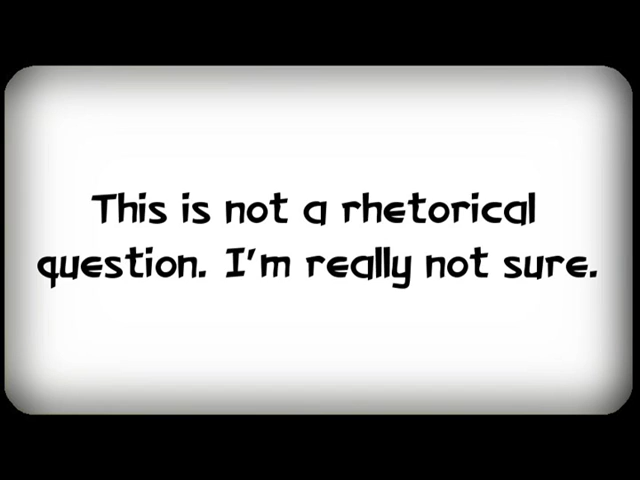 This is not a rhetorical
question. I'm really not sure.